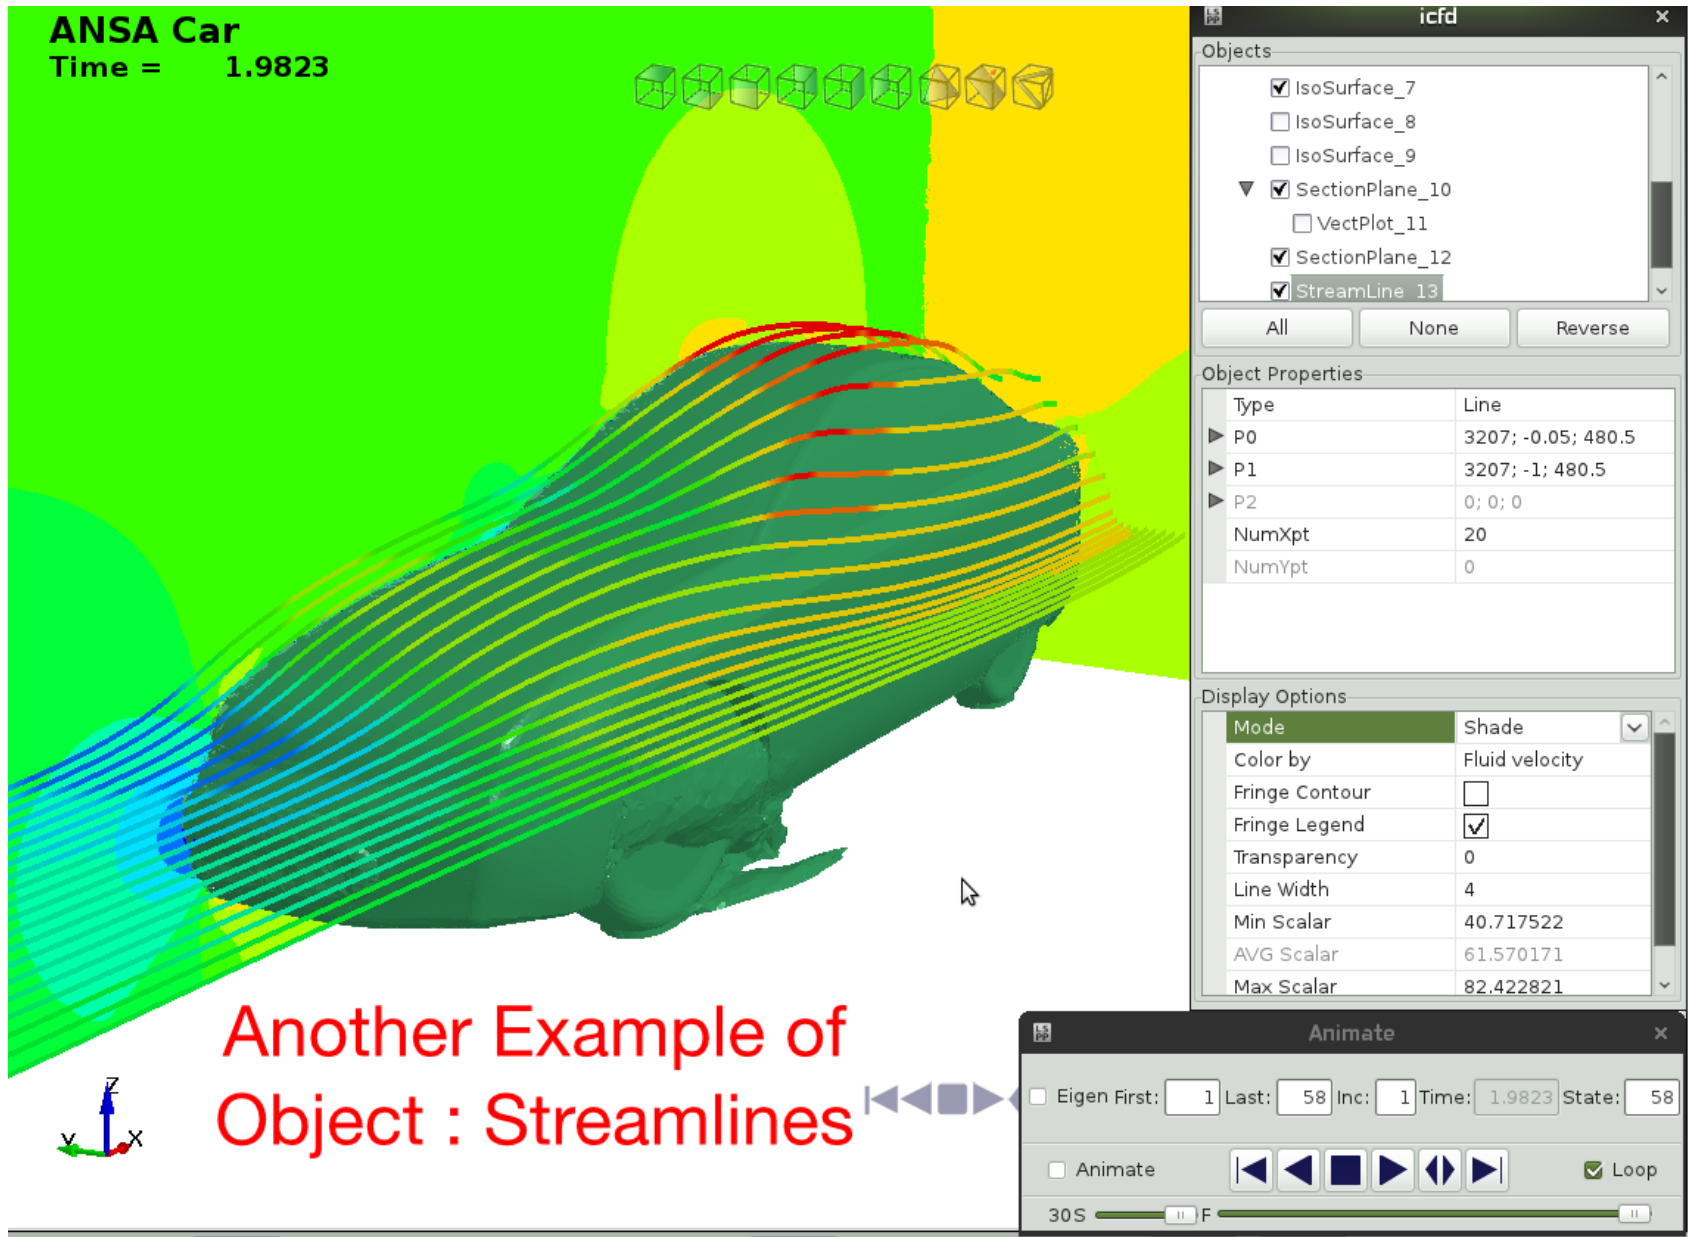 ANSA Car
Time = 1.9823
icfd
Objects
IsoSurface_7
IsoSurface_8
IsoSurface_9
SectionPlane_10
VectPlot_11
SectionPlane_12
StreamLine_13
All None Reverse
Object Properties
Type Line
P0 3207; -0.05; 480.5
P1 3207; -1; 480.5
P2 0; 0; 0
NumXpt 20
NumYpt 0
Display Options
Mode Shade
Color by Fluid velocity
Fringe Contour
Fringe Legend
Transparency 0
Line Width 4
Min Scalar 40.717522
AVG Scalar 61.570171
Max Scalar 82.422821
Another Example of
Object : Streamlines
Z
Y X
LS PP Animate
Eigen First: 1 Last: 58 Inc: 1 Time: 1.9823 State: 58
Animate Loop
30S F